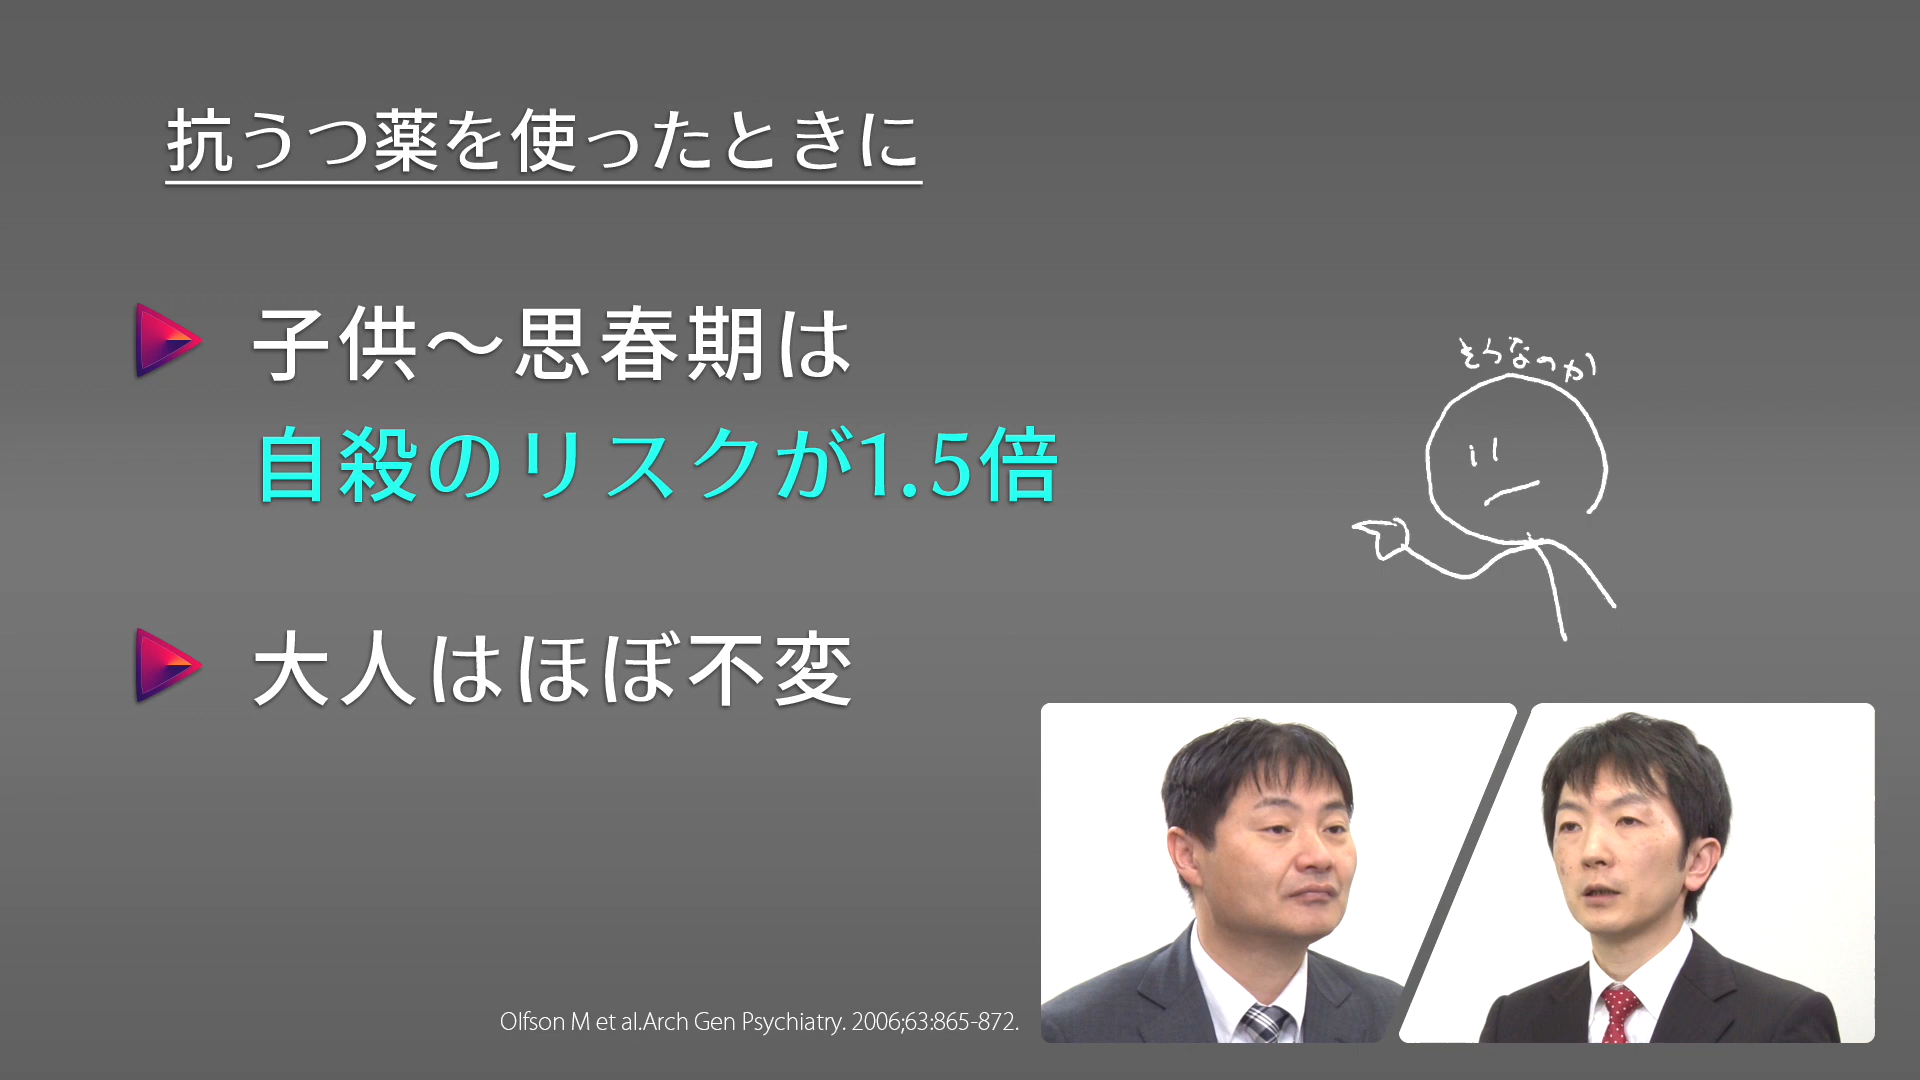 抗うつ薬を使ったときに
子供～思春期は
自殺のリスクが1.5倍
そうなのか
大人はほぼ不変
Olfson M et al.Arch Gen Psychiatry. 2006;63:865-872.